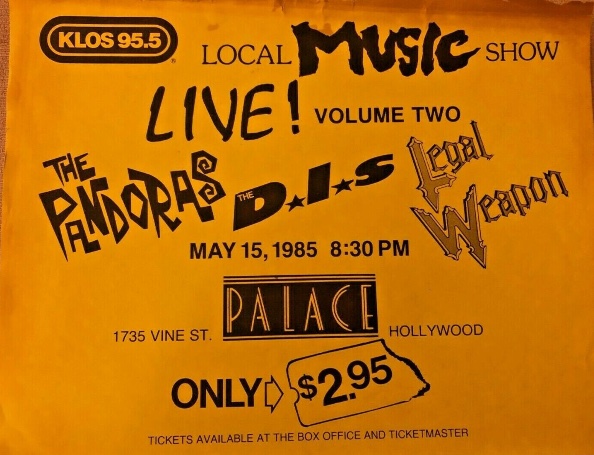 KLOS 95.5
LOCAL MUSIC SHOW
LIVE! VOLUME TWO
THE PANDORAS
THE D.I.S
Legal Weapon
MAY 15, 1985 8:30 PM
1735 VINE ST. PALACE HOLLYWOOD
ONLY $2.95
TICKETS AVAILABLE AT THE BOX OFFICE AND TICKETMASTER